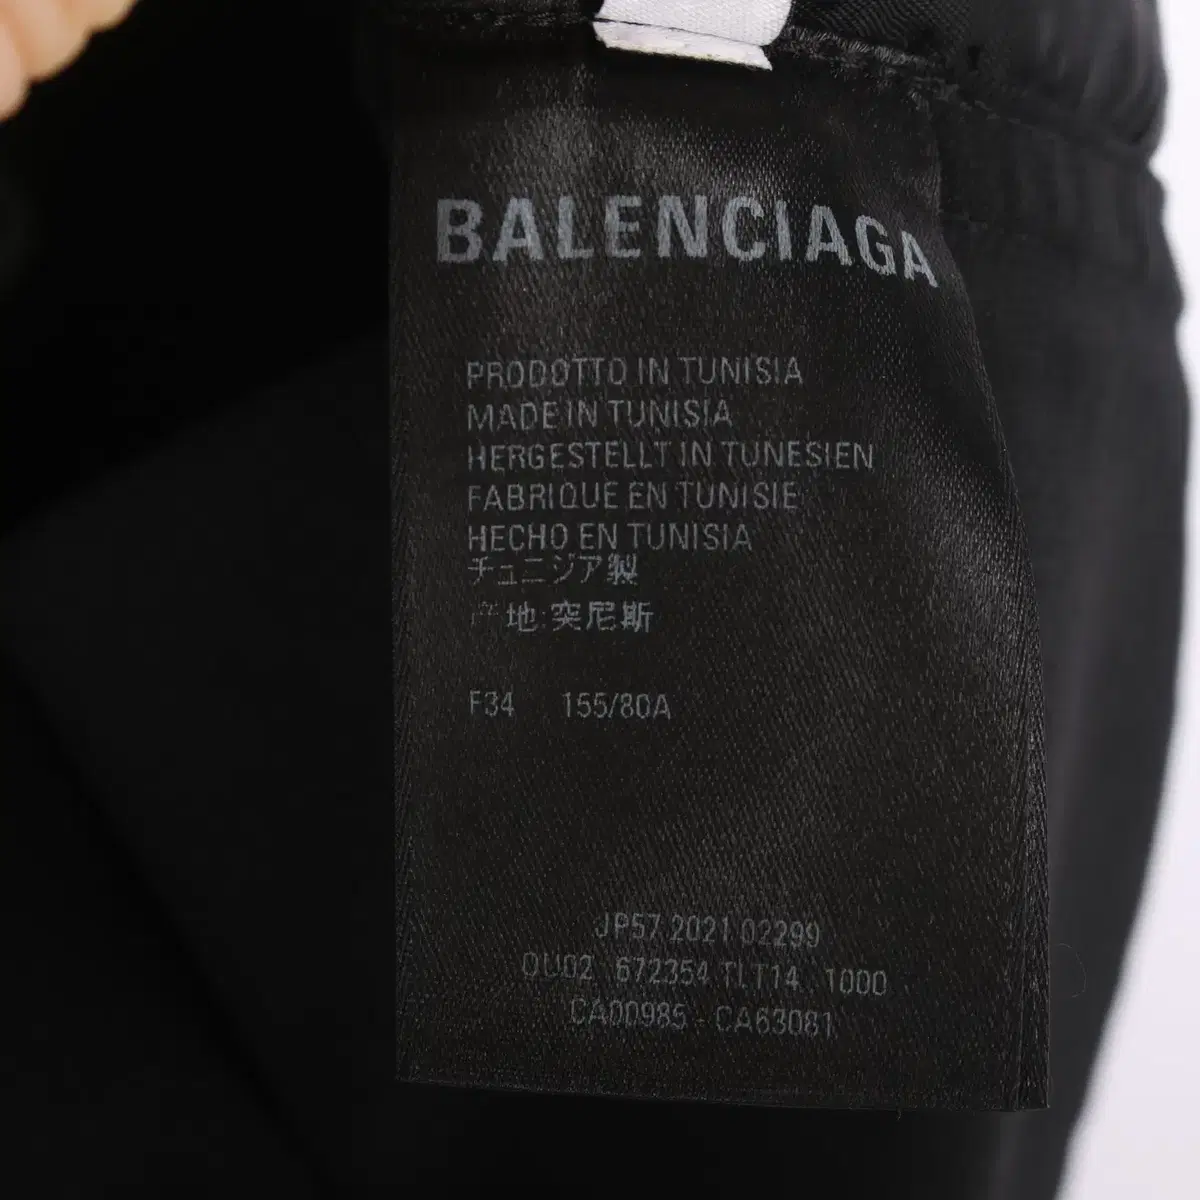 BALENCIAGA
PRODOTTO IN TUNISIA
MADE IN TUNISIA
HERGESTELLT IN TUNESIEN
FABRIQUE EN TUNISIE
HECHO EN TUNISIA
チュニジア製
产地:突尼斯
F34 155/80A
JP57 2021 02299
OU02 672354 TLT14 1000
CA00985 - CA63081